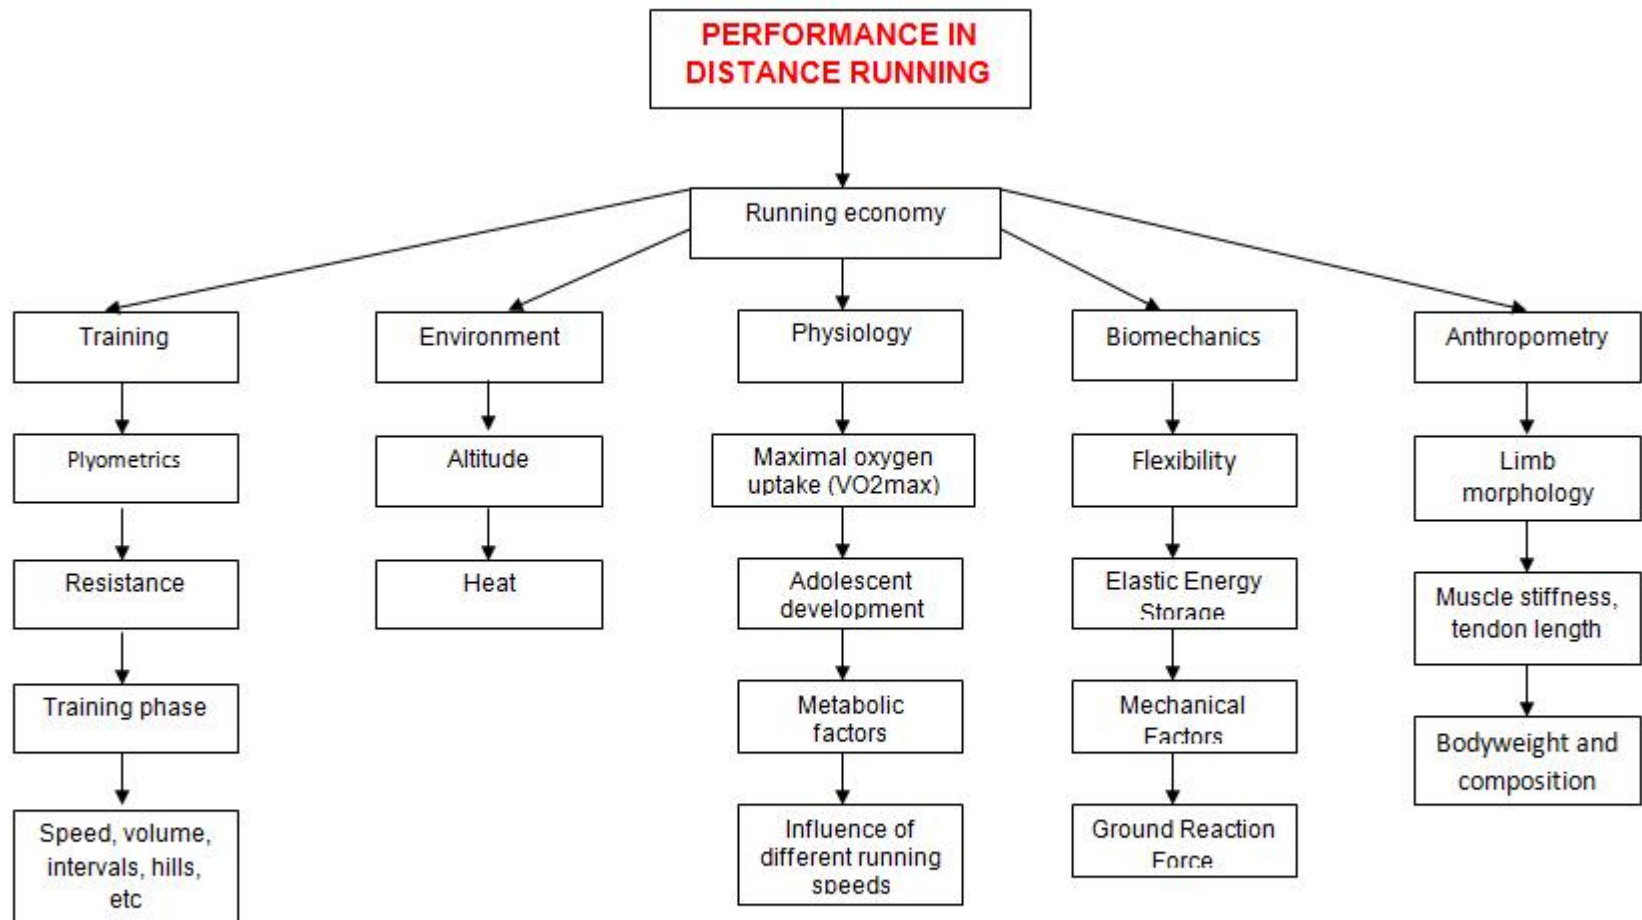 PERFORMANCE IN
DISTANCE RUNNING
Running economy
Training
Environment
Physiology
Biomechanics
Anthropometry
Plyometrics
Altitude
Maximal oxygen
uptake (VO2max)
Flexibility
Limb
morphology
Resistance
Heat
Adolescent
development
Elastic Energy
Storage
Muscle stiffness,
tendon length
Training phase
Metabolic
factors
Mechanical
Factors
Bodyweight and
composition
Speed, volume,
intervals, hills,
etc
Influence of
different running
speeds
Ground Reaction
Force